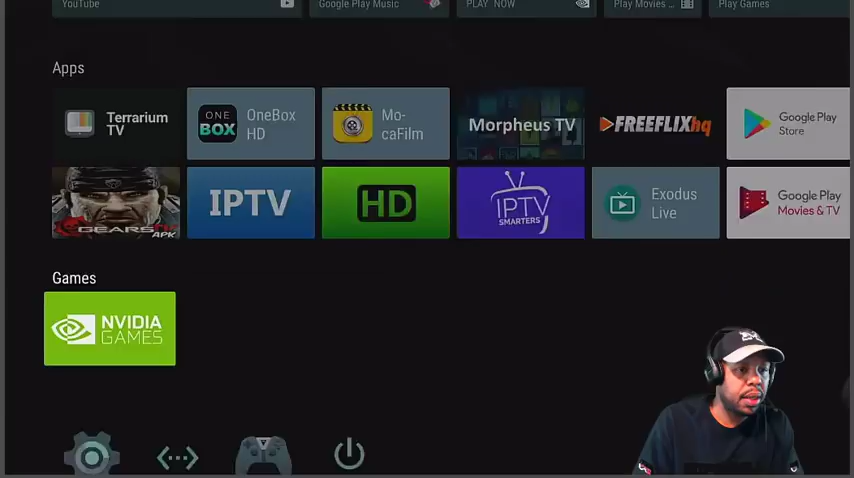 YouTube
Google Play Music
PLAY NOW
Play Movies ...
Play Games
Apps
Terrarium
TV
ONE
BOX
OneBox
HD
Mo-
caFilm
Morpheus TV
FREEFLIXhq
Google Play
Store
GEARS
APK
IPTV
HD
IPTV
SMARTERS
Exodus
Live
Google Play
Movies & TV
Games
NVIDIA
GAMES